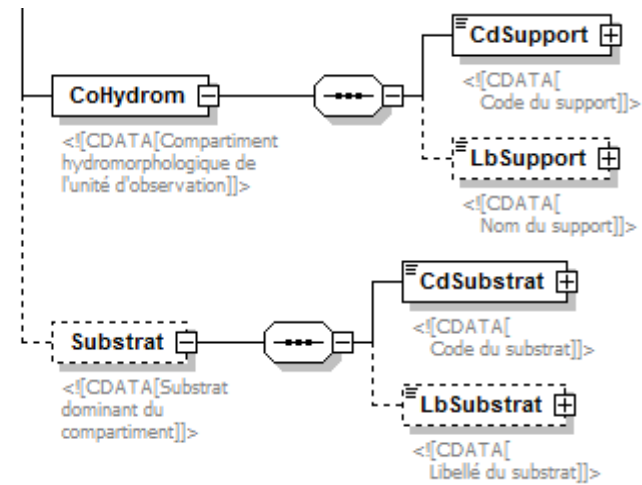 CdSupport
<![CDATA[
Code du support]]>
CoHydrom
<![CDATA[Compartiment
hydromorphologique de
l'unité d'observation]]>
LbSupport
<![CDATA[
Nom du support]]>
CdSubstrat
<![CDATA[
Code du substrat]]>
Substrat
<![CDATA[Substrat
dominant du
compartiment]]>
LbSubstrat
<![CDATA[
Libellé du substrat]]>